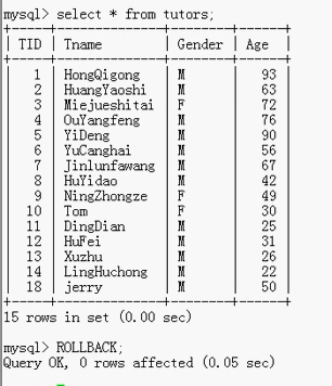 mysql> select * from tutors;
+-----+--------------+--------+------+
| TID | Tname | Gender | Age |
+-----+--------------+--------+------+
| 1 | HongQigong | M | 93 |
| 2 | HuangYaoshi | M | 63 |
| 3 | Miejueshitai | F | 72 |
| 4 | OuYangfeng | M | 76 |
| 5 | YiDeng | M | 90 |
| 6 | YuCanghai | M | 56 |
| 7 | Jinlunfawang | M | 67 |
| 8 | HuYidao | M | 42 |
| 9 | NingZhongze | F | 49 |
| 10 | Tom | F | 30 |
| 11 | DingDian | M | 25 |
| 12 | HuFei | M | 31 |
| 13 | Xuzhu | M | 26 |
| 14 | LingHuchong | M | 22 |
| 18 | jerry | M | 50 |
+-----+--------------+--------+------+
15 rows in set (0.00 sec)
mysql> ROLLBACK;
Query OK, 0 rows affected (0.05 sec)